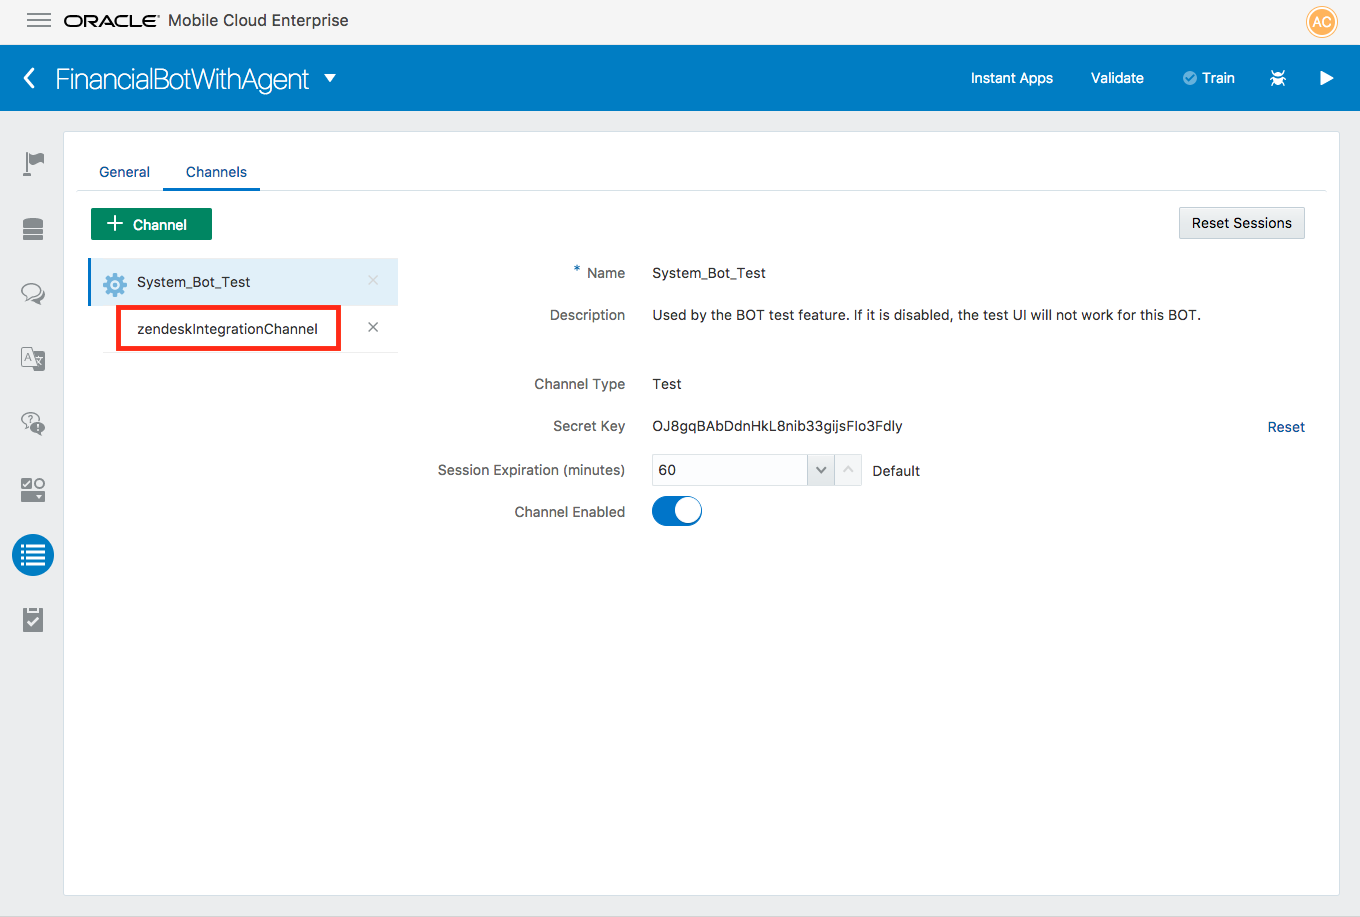 ORACLE Mobile Cloud Enterprise
AC
FinancialBotWithAgent
Instant Apps Validate Train
General Channels
+ Channel
Reset Sessions
System_Bot_Test
zendeskIntegrationChannel
* Name System_Bot_Test
Description Used by the BOT test feature. If it is disabled, the test UI will not work for this BOT.
Channel Type Test
Secret Key OJ8gqBAbDdnHkL8nib33gijsFlo3Fdly Reset
Session Expiration (minutes) 60 Default
Channel Enabled